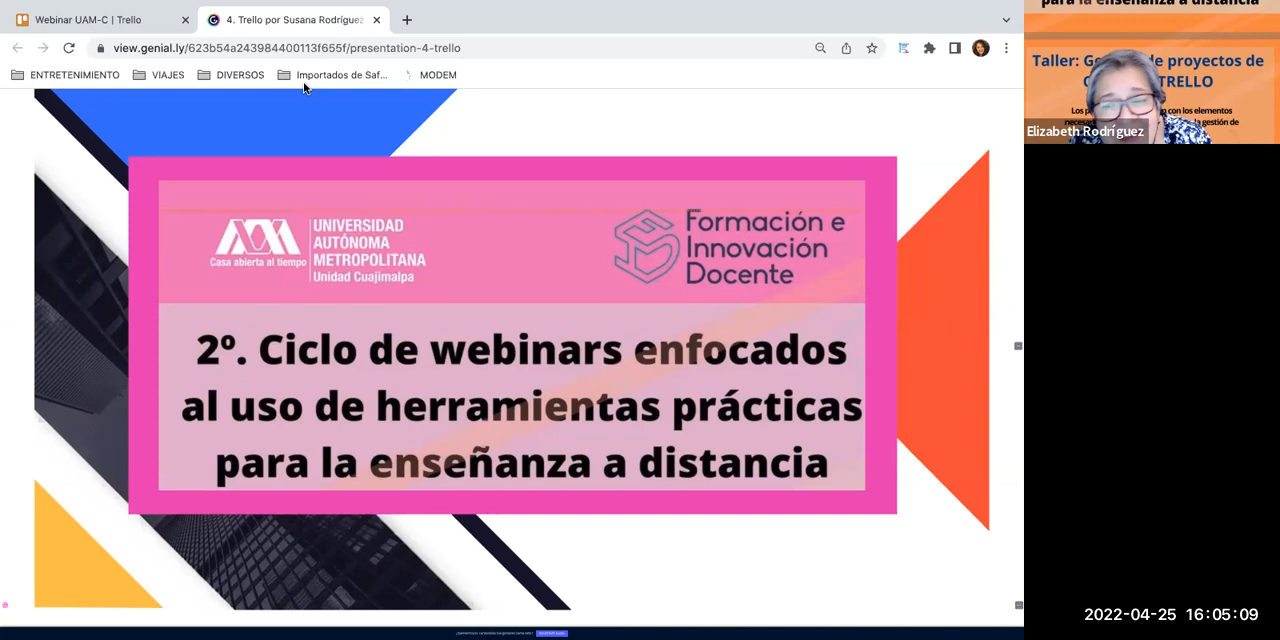 Webinar UAM-C | Trello
4. Trello por Susana Rodríguez
view.genial.ly/623b54a243984400113f655f/presentation-4-trello
ENTRETENIMIENTO
VIAJES
DIVERSOS
Importados de Saf...
MODEM
UNIVERSIDAD
AUTÓNOMA
METROPOLITANA
Casa abierta al tiempo
Unidad Cuajimalpa
Formación e
Innovación
Docente
2º. Ciclo de webinars enfocados
al uso de herramientas prácticas
para la enseñanza a distancia
para la enseñanza a distancia
Taller: de proyectos de
TRELLO
con los elementos
la gestión de
Elizabeth Rodríguez
2022-04-25 16:05:09